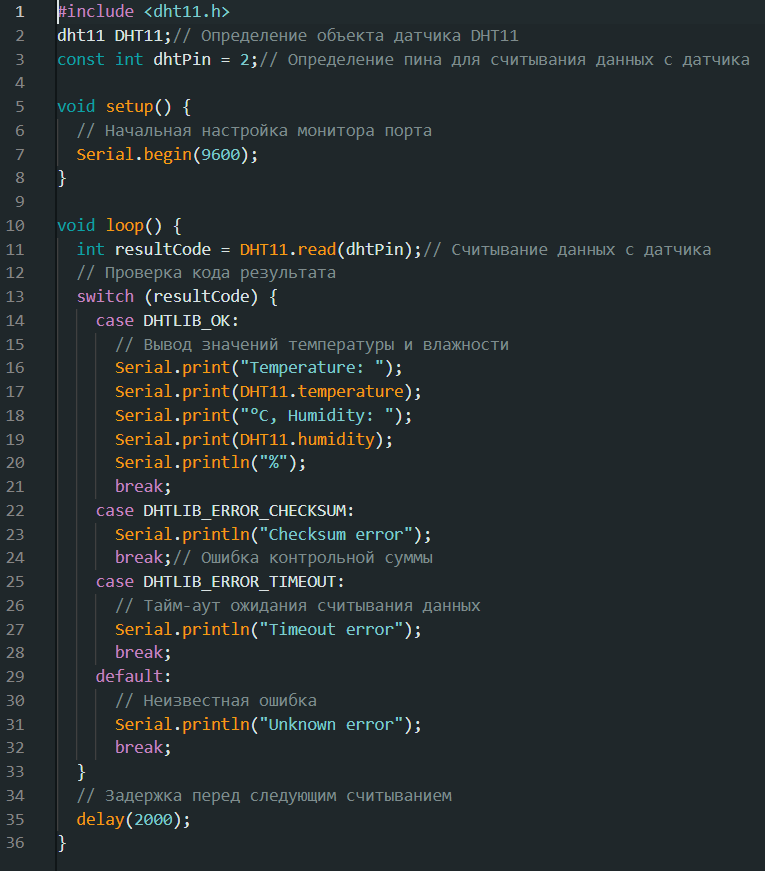 1 #include <dht11.h>
2 dht11 DHT11;// Определение объекта датчика DHT11
3 const int dhtPin = 2;// Определение пина для считывания данных с датчика
4
5 void setup() {
6   // Начальная настройка монитора порта
7   Serial.begin(9600);
8 }
9
10 void loop() {
11   int resultCode = DHT11.read(dhtPin);// Считывание данных с датчика
12   // Проверка кода результата
13   switch (resultCode) {
14     case DHTLIB_OK:
15       // Вывод значений температуры и влажности
16       Serial.print("Temperature: ");
17       Serial.print(DHT11.temperature);
18       Serial.print("°C, Humidity: ");
19       Serial.print(DHT11.humidity);
20       Serial.println("%");
21       break;
22     case DHTLIB_ERROR_CHECKSUM:
23       Serial.println("Checksum error");
24       break;// Ошибка контрольной суммы
25     case DHTLIB_ERROR_TIMEOUT:
26       // Тайм-аут ожидания считывания данных
27       Serial.println("Timeout error");
28       break;
29     default:
30       // Неизвестная ошибка
31       Serial.println("Unknown error");
32       break;
33   }
34   // Задержка перед следующим считыванием
35   delay(2000);
36 }